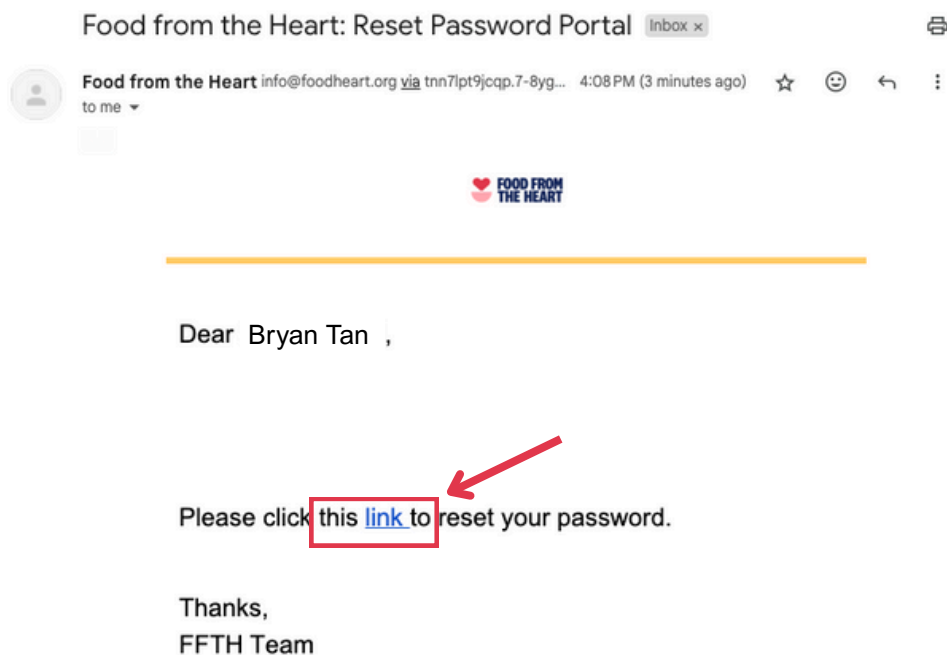 Food from the Heart: Reset Password Portal Inbox ×
Food from the Heart info@foodheart.org via tnn7lpt9jcqp.7-8yg... 4:08 PM (3 minutes ago)
to me
FOOD FROM
THE HEART
Dear Bryan Tan ,
Please click this link to reset your password.
Thanks,
FFTH Team